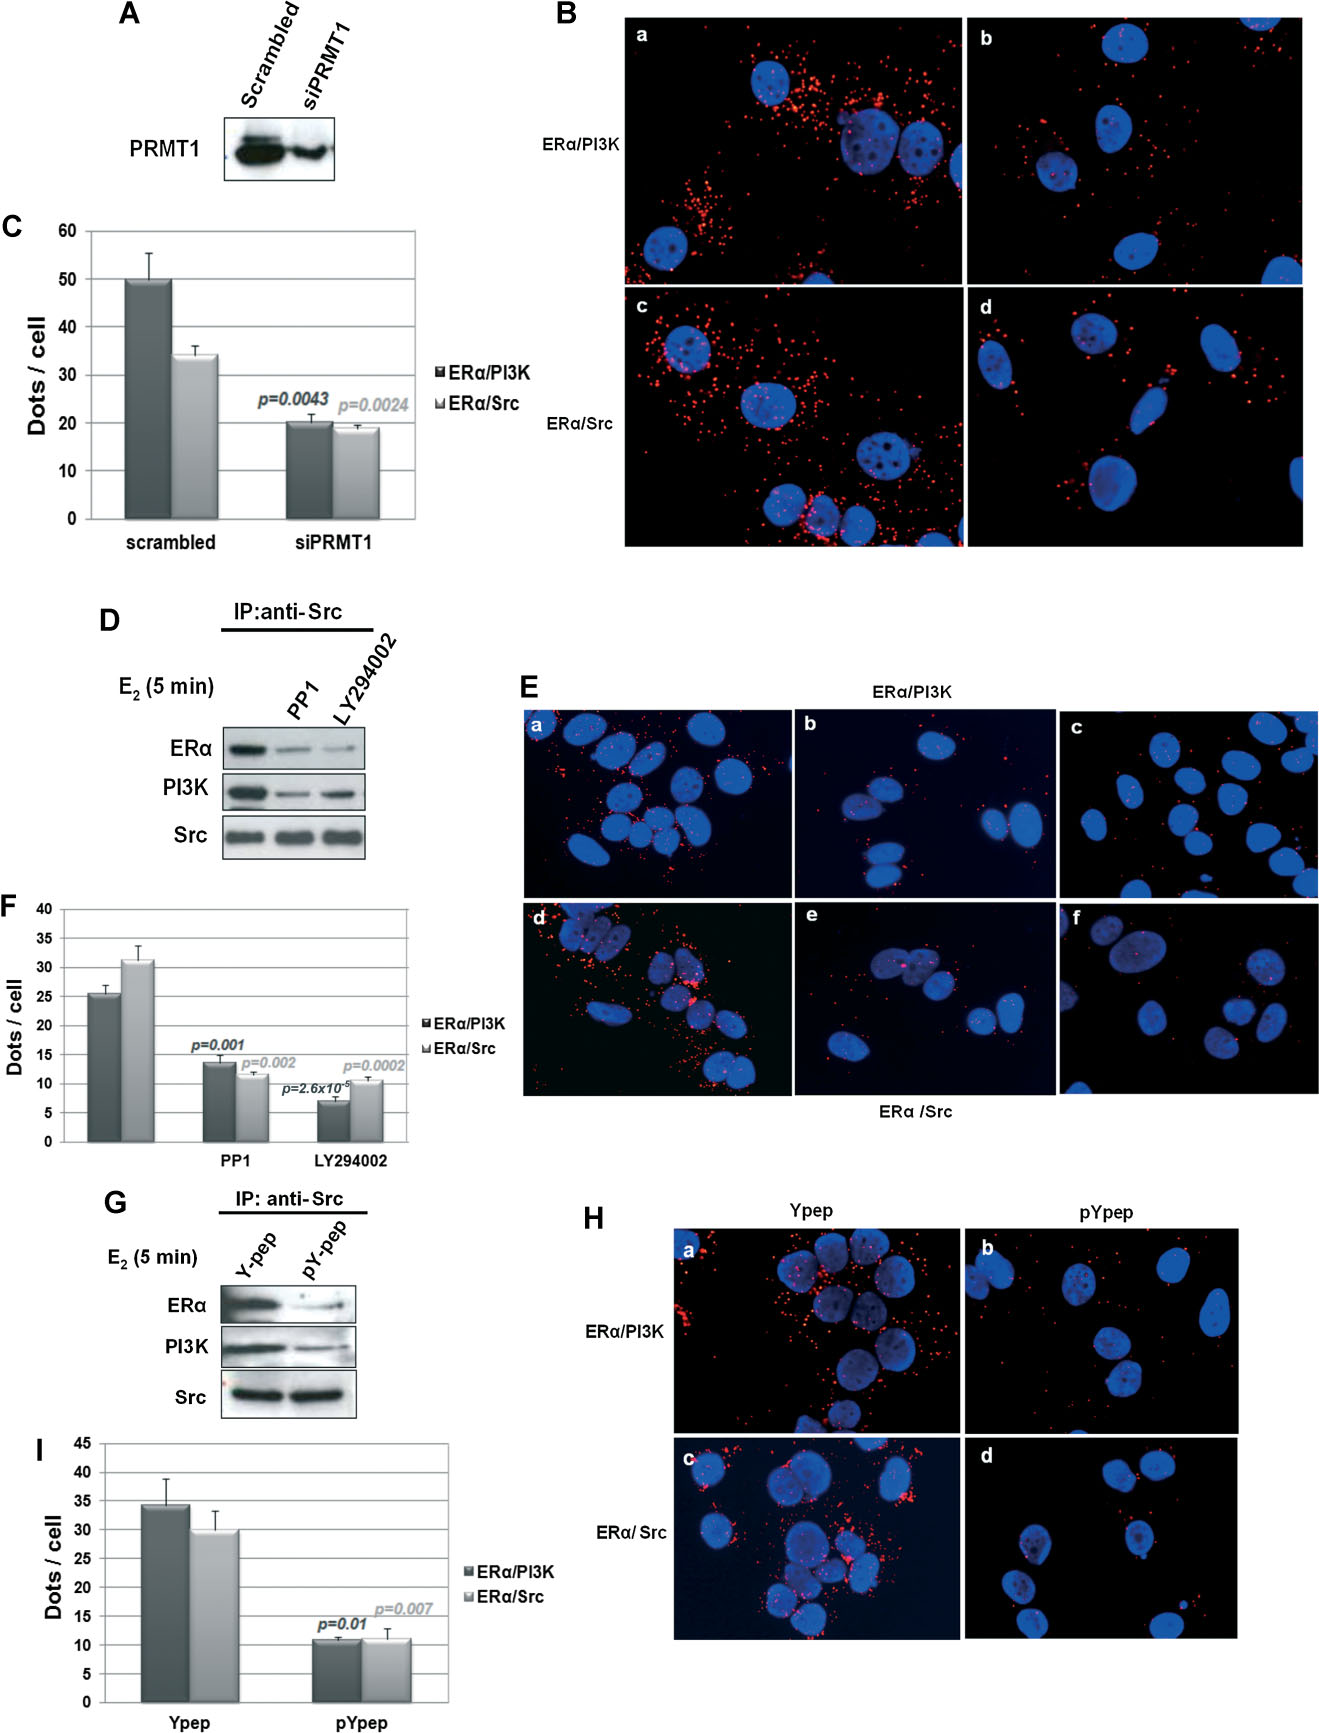 A
Scrambled
siPRMT1
PRMT1
B
a
b
ERα/PI3K
c
d
ERα/Src
C
60
50
40
30
20
10
0
Dots / cell
p=0.0043
p=0.0024
ERα/PI3K
ERα/Src
scrambled
siPRMT1
D
IP:anti-Src
E2 (5 min)
PP1
LY294002
ERα
PI3K
Src
E
ERα/PI3K
a
b
c
d
e
f
ERα /Src
F
40
35
30
25
20
15
10
5
0
Dots / cell
p=0.001
p=0.002
p=2.6x10-5
p=0.0002
ERα/PI3K
ERα/Src
PP1
LY294002
G
IP: anti-Src
E2 (5 min)
Y-pep
pY-pep
ERα
PI3K
Src
H
Ypep
pYpep
a
b
ERα/PI3K
c
d
ERα/ Src
I
45
40
35
30
25
20
15
10
5
0
Dots / cell
p=0.01
p=0.007
ERα/PI3K
ERα/Src
Ypep
pYpep